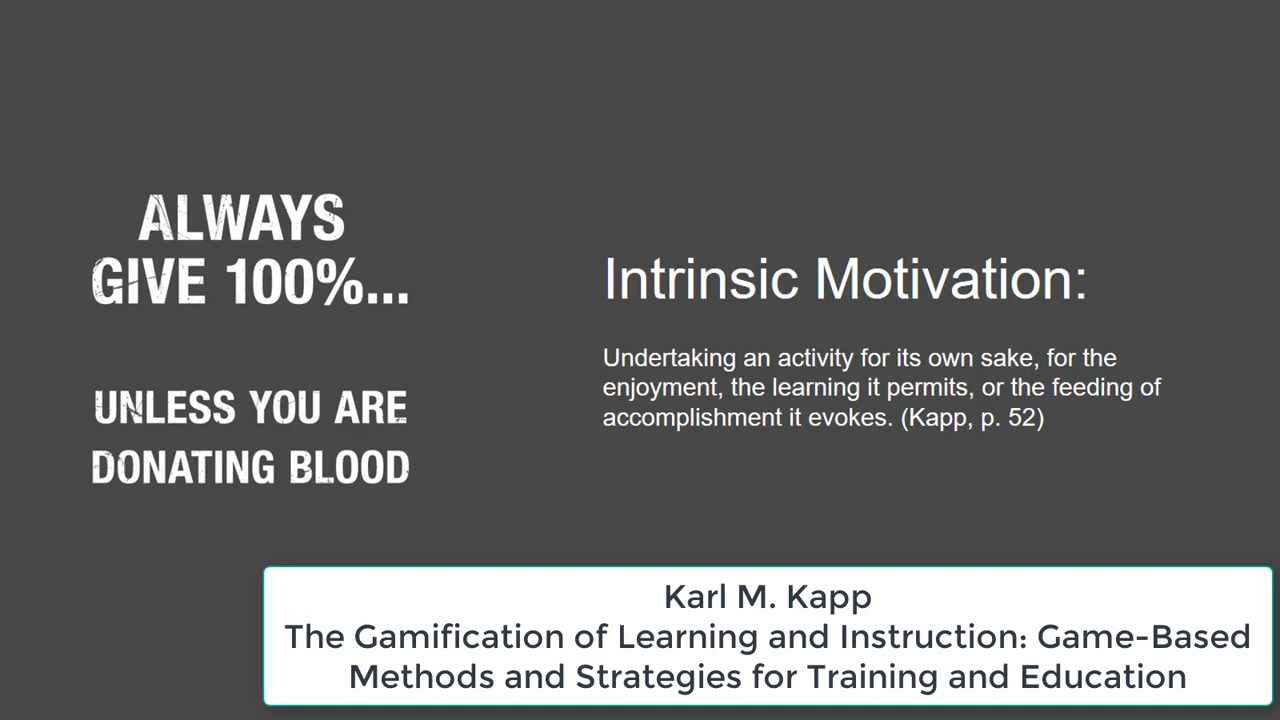 ALWAYS
GIVE 100%...
UNLESS YOU ARE
DONATING BLOOD
Intrinsic Motivation:
Undertaking an activity for its own sake, for the
enjoyment, the learning it permits, or the feeding of
accomplishment it evokes. (Kapp, p. 52)
Karl M. Kapp
The Gamification of Learning and Instruction: Game-Based
Methods and Strategies for Training and Education